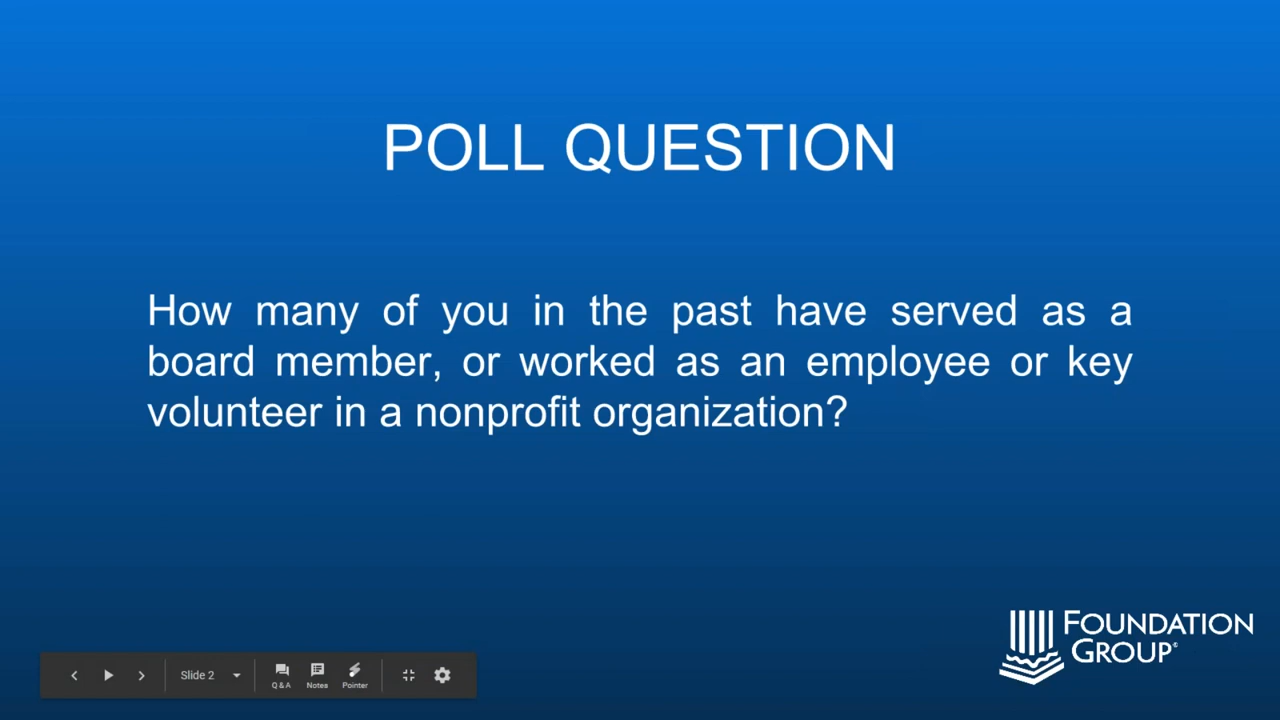 POLL QUESTION
How many of you in the past have served as a
board member, or worked as an employee or key
volunteer in a nonprofit organization?
FOUNDATION
GROUP®
Slide 2
Q & A
Notes
Pointer